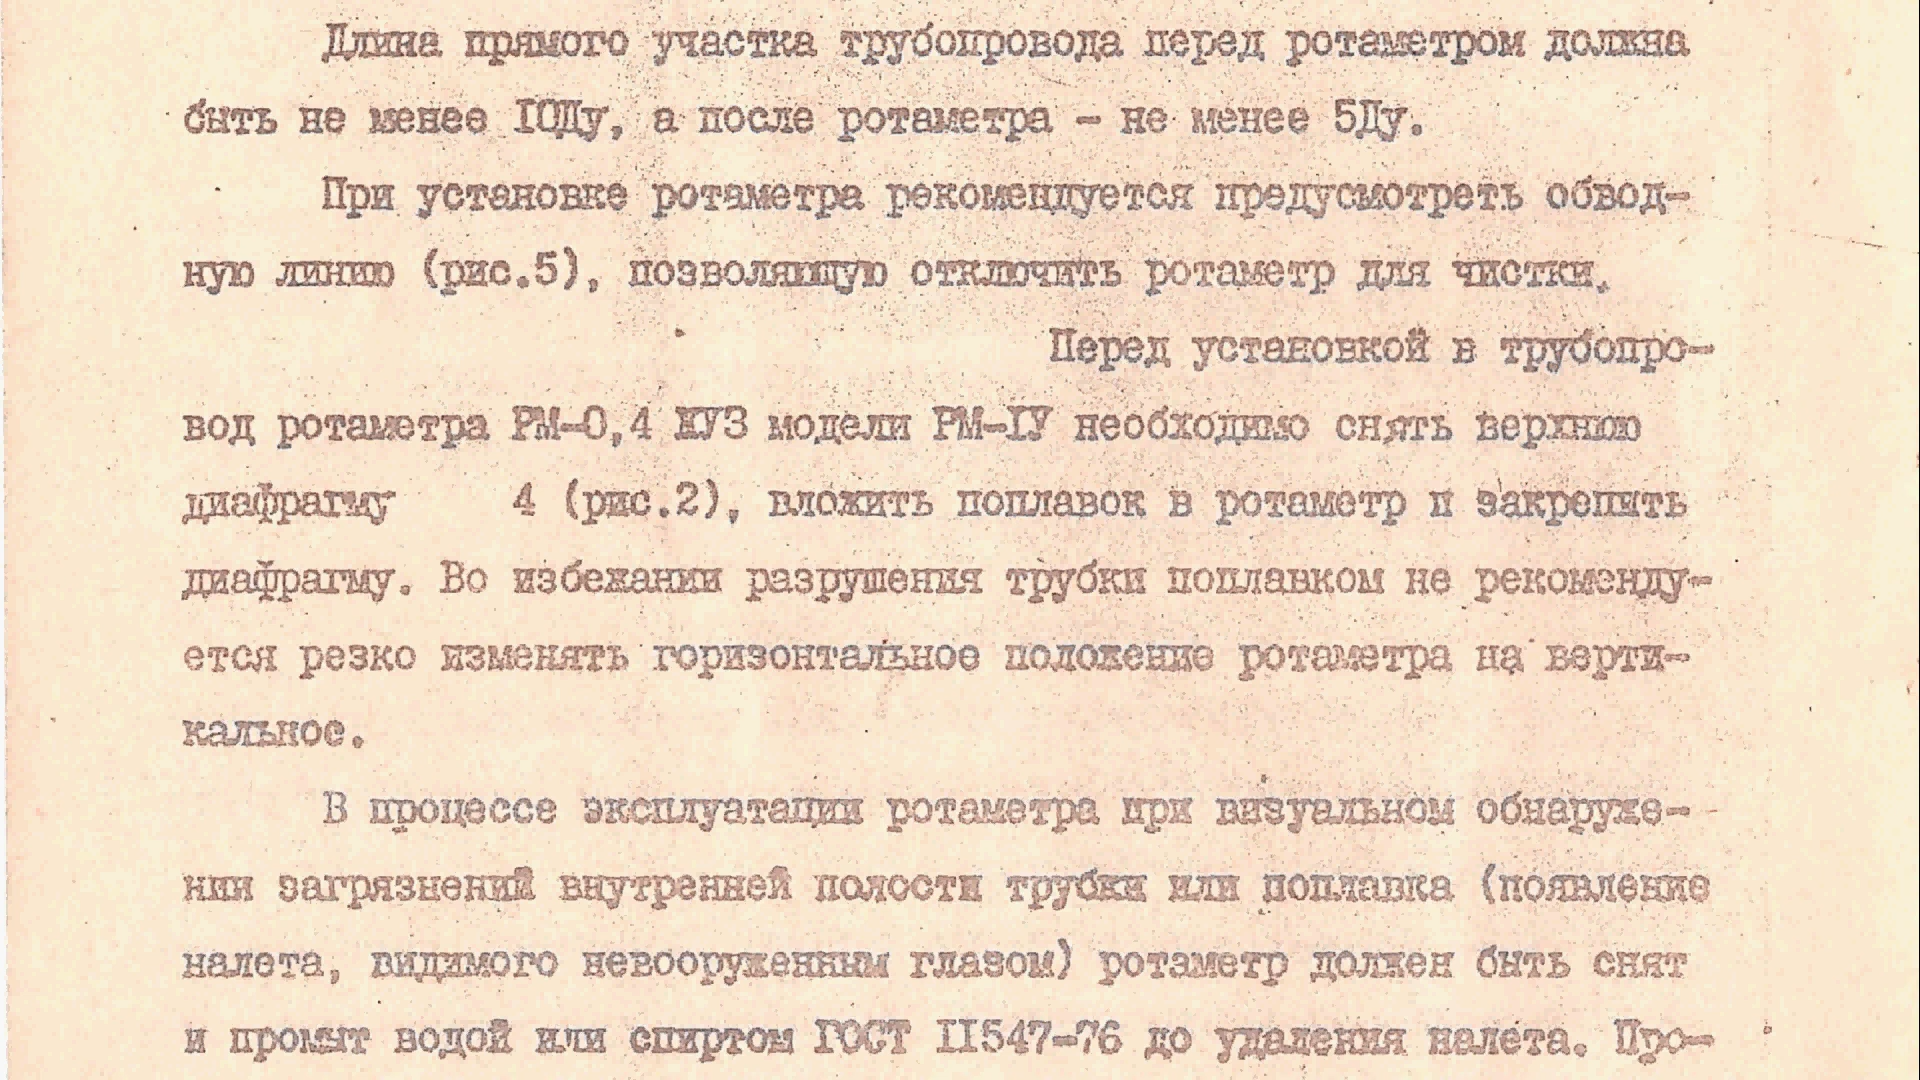 Длина прямого участка трубопровода перед ротаметром должна
быть не менее 10Ду, а после ротаметра - не менее 5Ду.
При установке ротаметра рекомендуется предусмотреть обвод-
ную линию (рис.5), позволяющую отключить ротаметр для чистки.
Перед установкой в трубопро-
вод ротаметра РМ-0,4 ЖУЗ модели РМ-IУ необходимо снять верхнюю
диафрагму 4 (рис.2), вложить поплавок в ротаметр и закрепить
диафрагму. Во избежании разрушения трубки поплавком не рекоменду-
ется резко изменять горизонтальное положение ротаметра на верти-
кальное.
В процессе эксплуатации ротаметра при визуальном обнаруже-
нии загрязнений внутренней полости трубки или поплавка (появление
налета, видимого невооруженным глазом) ротаметр должен быть снят
и промыт водой или спиртом ГОСТ II547-76 до удаления налета. Про-